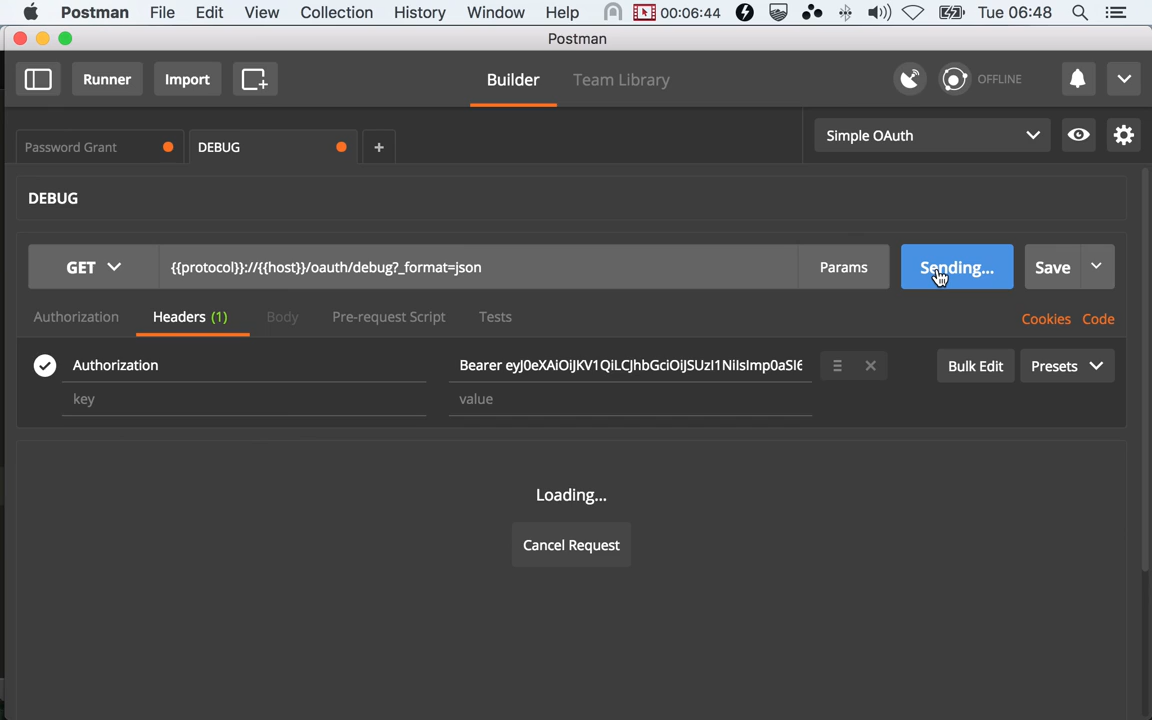 Postman File Edit View Collection History Window Help 00:06:44 Tue 06:48
Postman
Runner Import Builder Team Library OFFLINE
Password Grant DEBUG + Simple OAuth
DEBUG
GET {{protocol}}://{{host}}/oauth/debug?_format=json Params Sending... Save
Authorization Headers (1) Body Pre-request Script Tests Cookies Code
Authorization Bearer eyJ0eXAiOiJKV1QiLCJhbGciOiJSUzI1NiIsImp0aSI6 Bulk Edit Presets
key value
Loading...
Cancel Request